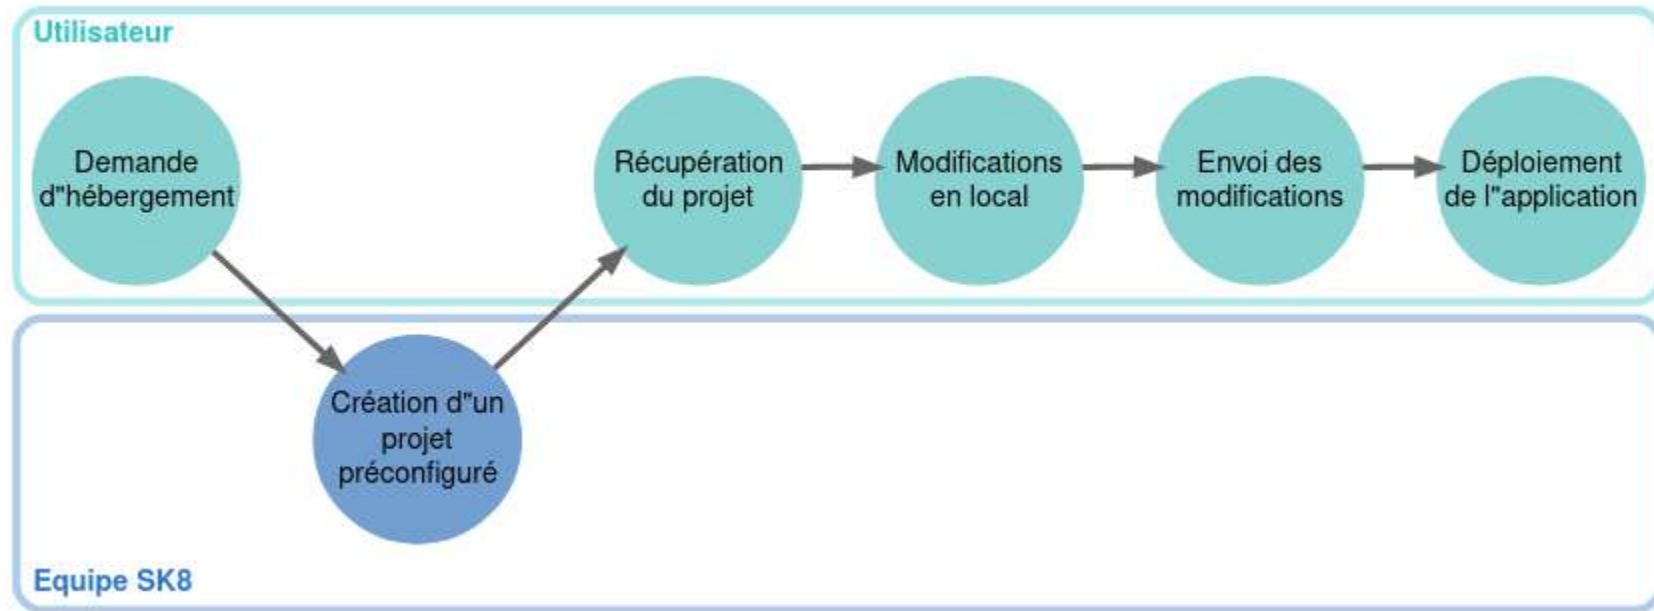 Utilisateur
Demande
d"hébergement
Récupération
du projet
Modifications
en local
Envoi des
modifications
Déploiement
de l"application
Création d"un
projet
préconfiguré
Equipe SK8